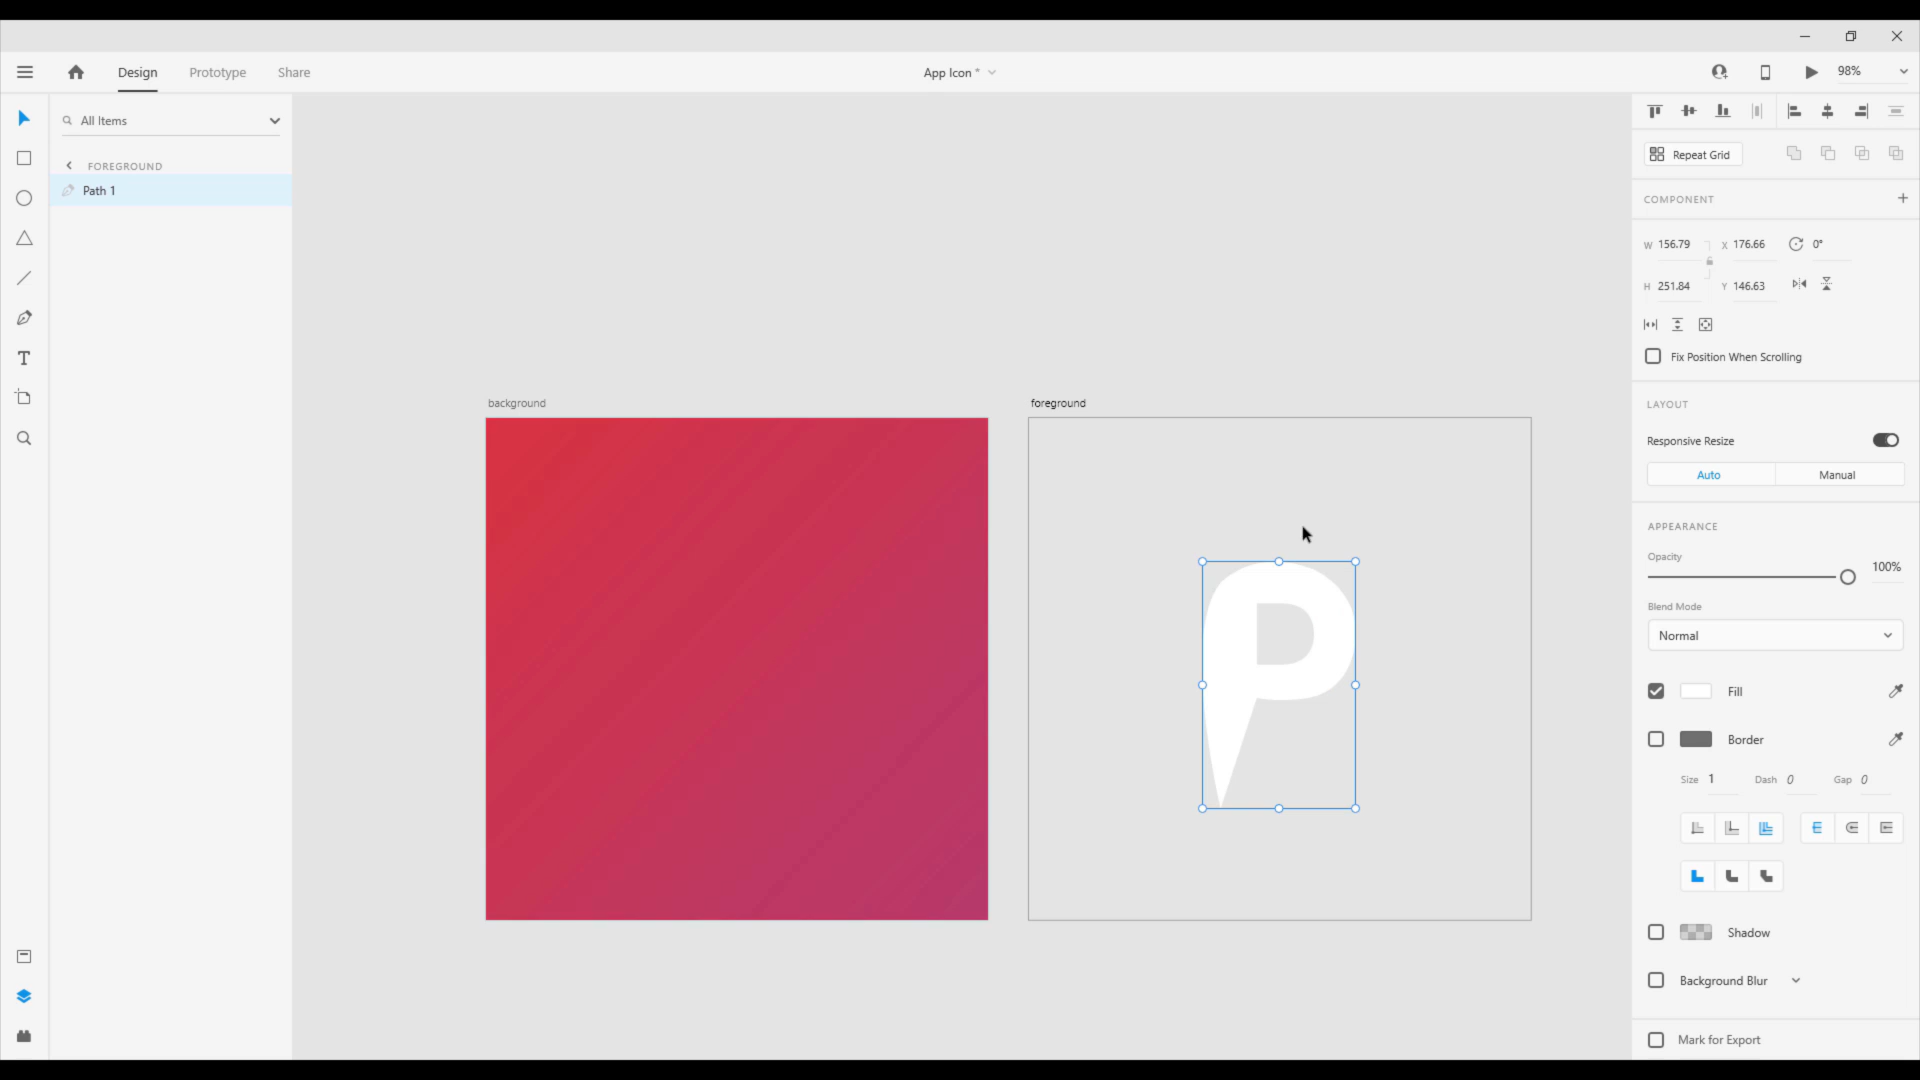 Design
Prototype
Share
App Icon *
98%
All Items
FOREGROUND
Path 1
background
foreground
P
Repeat Grid
COMPONENT
W 156.79 X 176.66 0°
H 251.84 Y 146.63
Fix Position When Scrolling
LAYOUT
Responsive Resize
Auto
Manual
APPEARANCE
Opacity
100%
Blend Mode
Normal
Fill
Border
Size 1 Dash 0 Gap 0
Shadow
Background Blur
Mark for Export